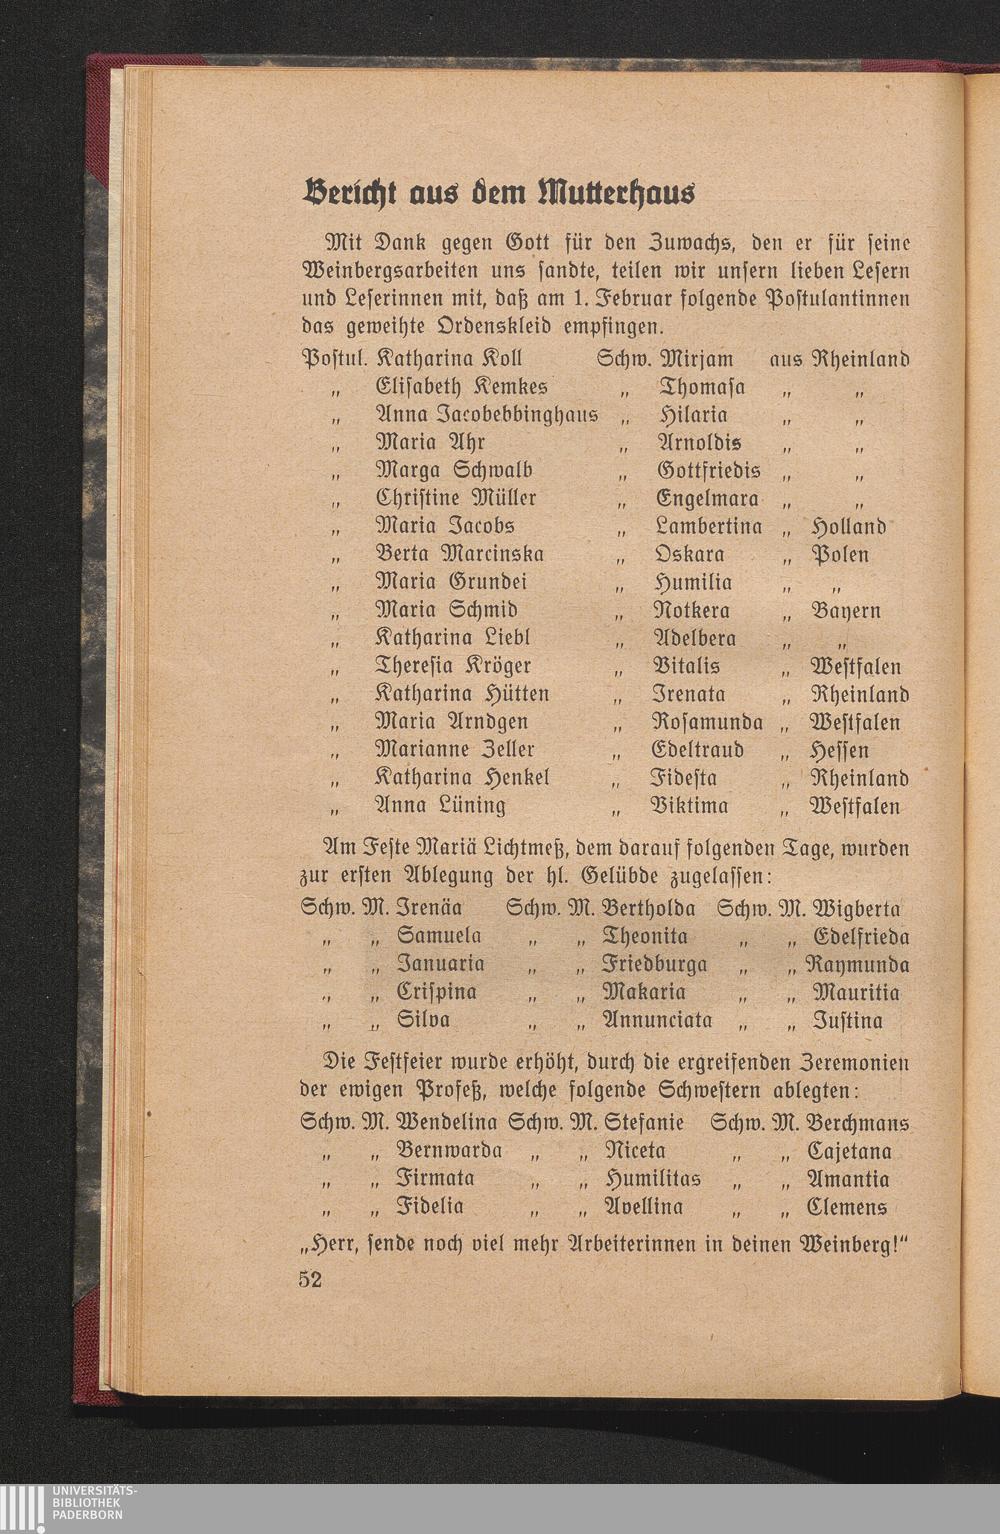 Bericht aus dem Mutterhaus
Mit Dank gegen Gott für den Zuwachs, den er für seine
Weinbergsarbeiten uns sandte, teilen wir unsern lieben Lesern
und Leserinnen mit, daß am 1. Februar folgende Postulantinnen
das geweihte Ordenskleid empfingen.
Postul. Katharina Koll Schw. Mirjam aus Rheinland
„ Elisabeth Kemkes „ Thomasa „ „
„ Anna Jacobebbinghaus „ Hilaria „ „
„ Maria Ahr „ Arnoldis „ „
„ Marga Schwalb „ Gottfriedis „ „
„ Christine Müller „ Engelmara „ „
„ Maria Jacobs „ Lambertina „ Holland
„ Berta Marcinska „ Oskara „ Polen
„ Maria Grundei „ Humilia „ „
„ Maria Schmid „ Notkera „ Bayern
„ Katharina Liebl „ Adelbera „ „
„ Theresia Kröger „ Vitalis „ Westfalen
„ Katharina Hütten „ Irenata „ Rheinland
„ Maria Arndgen „ Rosamunda „ Westfalen
„ Marianne Zeller „ Edeltraud „ Hessen
„ Katharina Henkel „ Fidesta „ Rheinland
„ Anna Lüning „ Viktima „ Westfalen
Am Feste Mariä Lichtmeß, dem darauf folgenden Tage, wurden
zur ersten Ablegung der hl. Gelübde zugelassen:
Schw. M. Irenäa Schw. M. Bertholda Schw. M. Wigberta
„ „ Samuela „ „ Theonita „ „ Edelfrieda
„ „ Januaria „ „ Friedburga „ „ Raymunda
„ „ Crispina „ „ Makaria „ „ Mauritia
„ „ Silva „ „ Annunciata „ „ Justina
Die Festfeier wurde erhöht, durch die ergreifenden Zeremonien
der ewigen Profeß, welche folgende Schwestern ablegten:
Schw. M. Wendelina Schw. M. Stefanie Schw. M. Berchmans
„ „ Bernwarda „ „ Niceta „ „ Cajetana
„ „ Firmata „ „ Humilitas „ „ Amantia
„ „ Fidelia „ „ Avellina „ „ Clemens
„Herr, sende noch viel mehr Arbeiterinnen in deinen Weinberg!“
52
UNIVERSITÄTS-
BIBLIOTHEK
PADERBORN